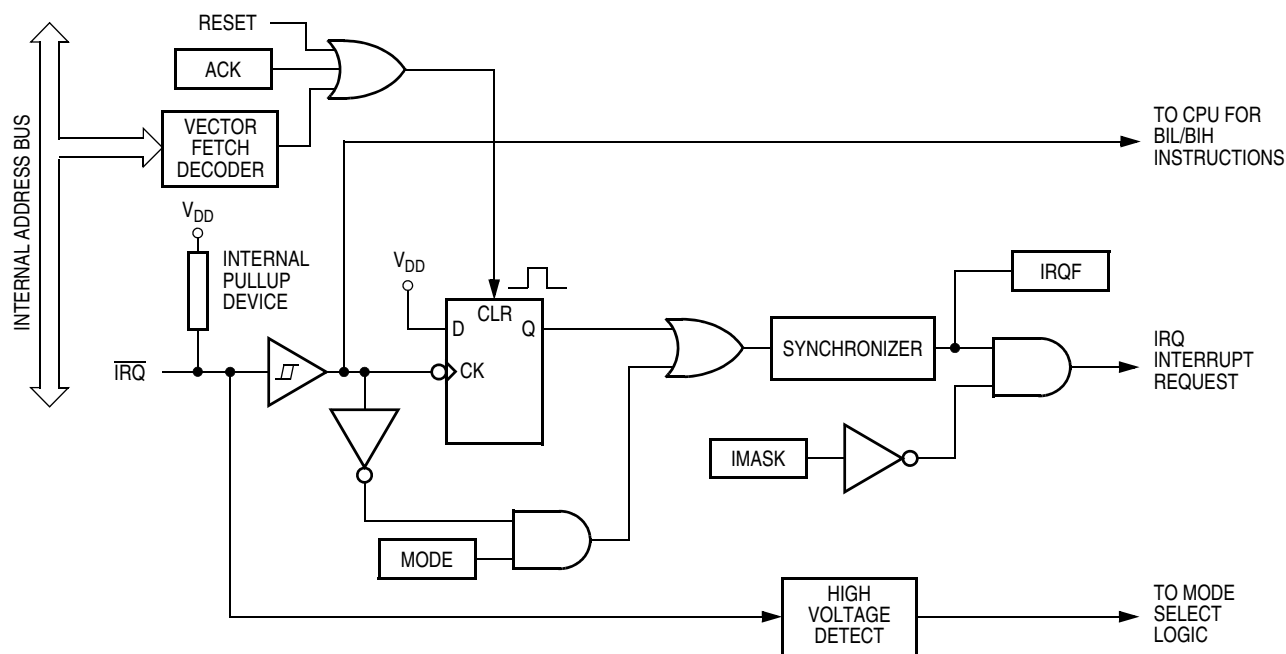 RESET
ACK
VECTOR
FETCH
DECODER
INTERNAL ADDRESS BUS
TO CPU FOR
BIL/BIH
INSTRUCTIONS
VDD
INTERNAL
PULLUP
DEVICE
VDD
CLR
D
Q
CK
IRQ
SYNCHRONIZER
IRQF
IRQ
INTERRUPT
REQUEST
IMASK
MODE
HIGH
VOLTAGE
DETECT
TO MODE
SELECT
LOGIC